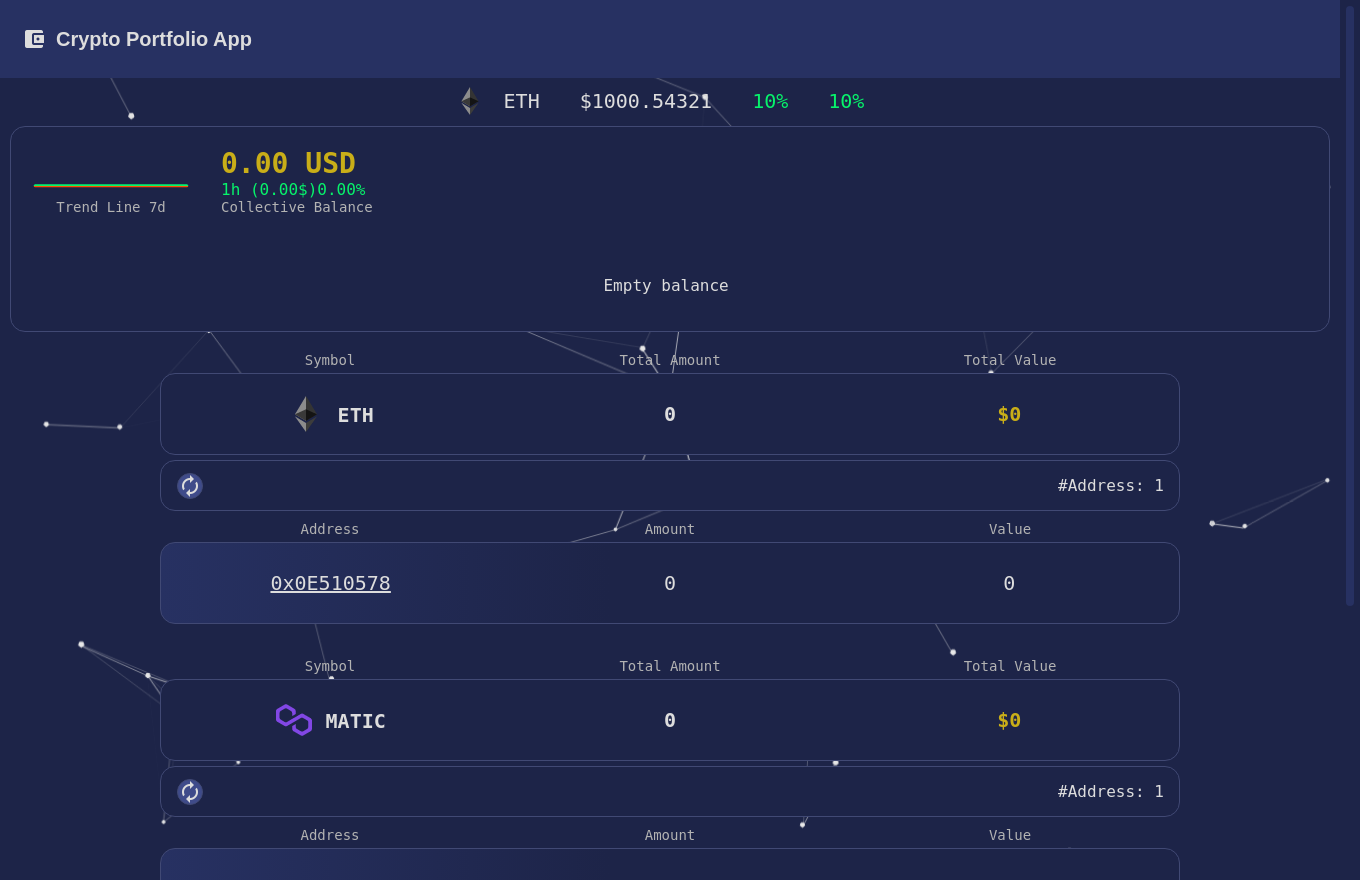 Crypto Portfolio App
ETH $1000.54321 10% 10%
0.00 USD
1h (0.00$)0.00%
Trend Line 7d
Collective Balance
Empty balance
Symbol Total Amount Total Value
ETH 0 $0
#Address: 1
Address Amount Value
0x0E510578 0 0
Symbol Total Amount Total Value
MATIC 0 $0
#Address: 1
Address Amount Value